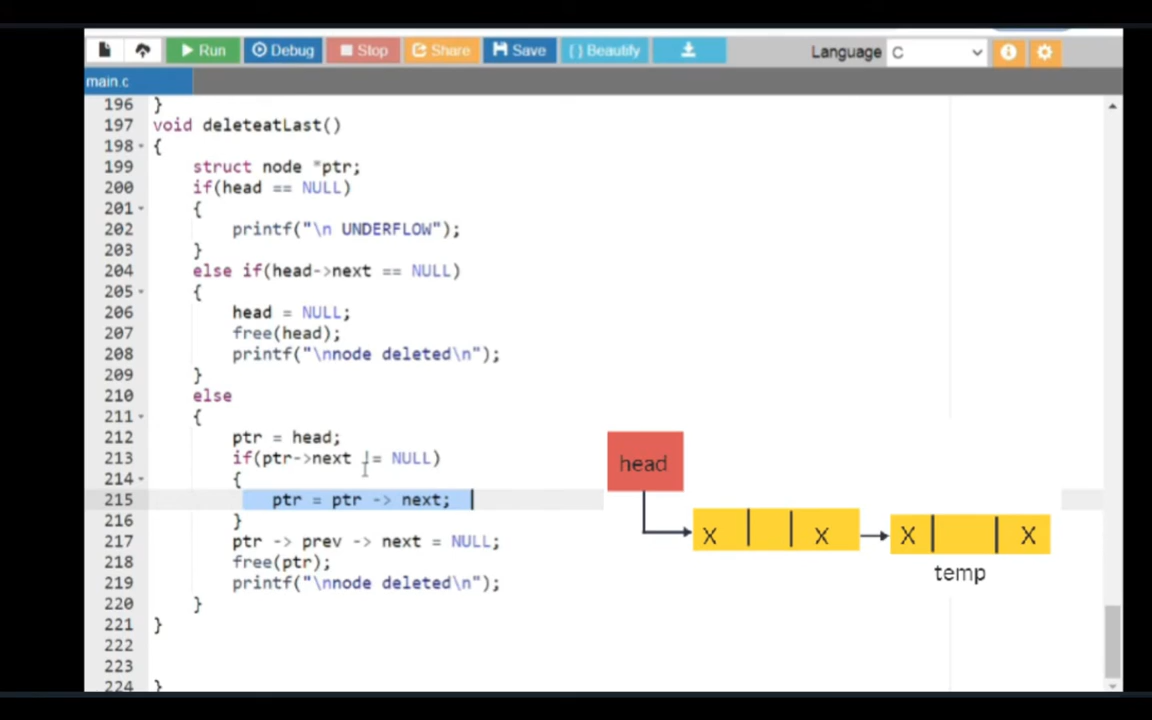 Run Debug Stop Share Save { } Beautify Language C
main.c
196 }
197 void deleteatLast()
198 {
199 struct node *ptr;
200 if(head == NULL)
201 {
202 printf("\n UNDERFLOW");
203 }
204 else if(head->next == NULL)
205 {
206 head = NULL;
207 free(head);
208 printf("\nnode deleted\n");
209 }
210 else
211 {
212 ptr = head;
213 if(ptr->next != NULL)
214 {
215 ptr = ptr -> next;
216 }
217 ptr -> prev -> next = NULL;
218 free(ptr);
219 printf("\nnode deleted\n");
220 }
221 }
222
223
224 }
head
X X X X
temp